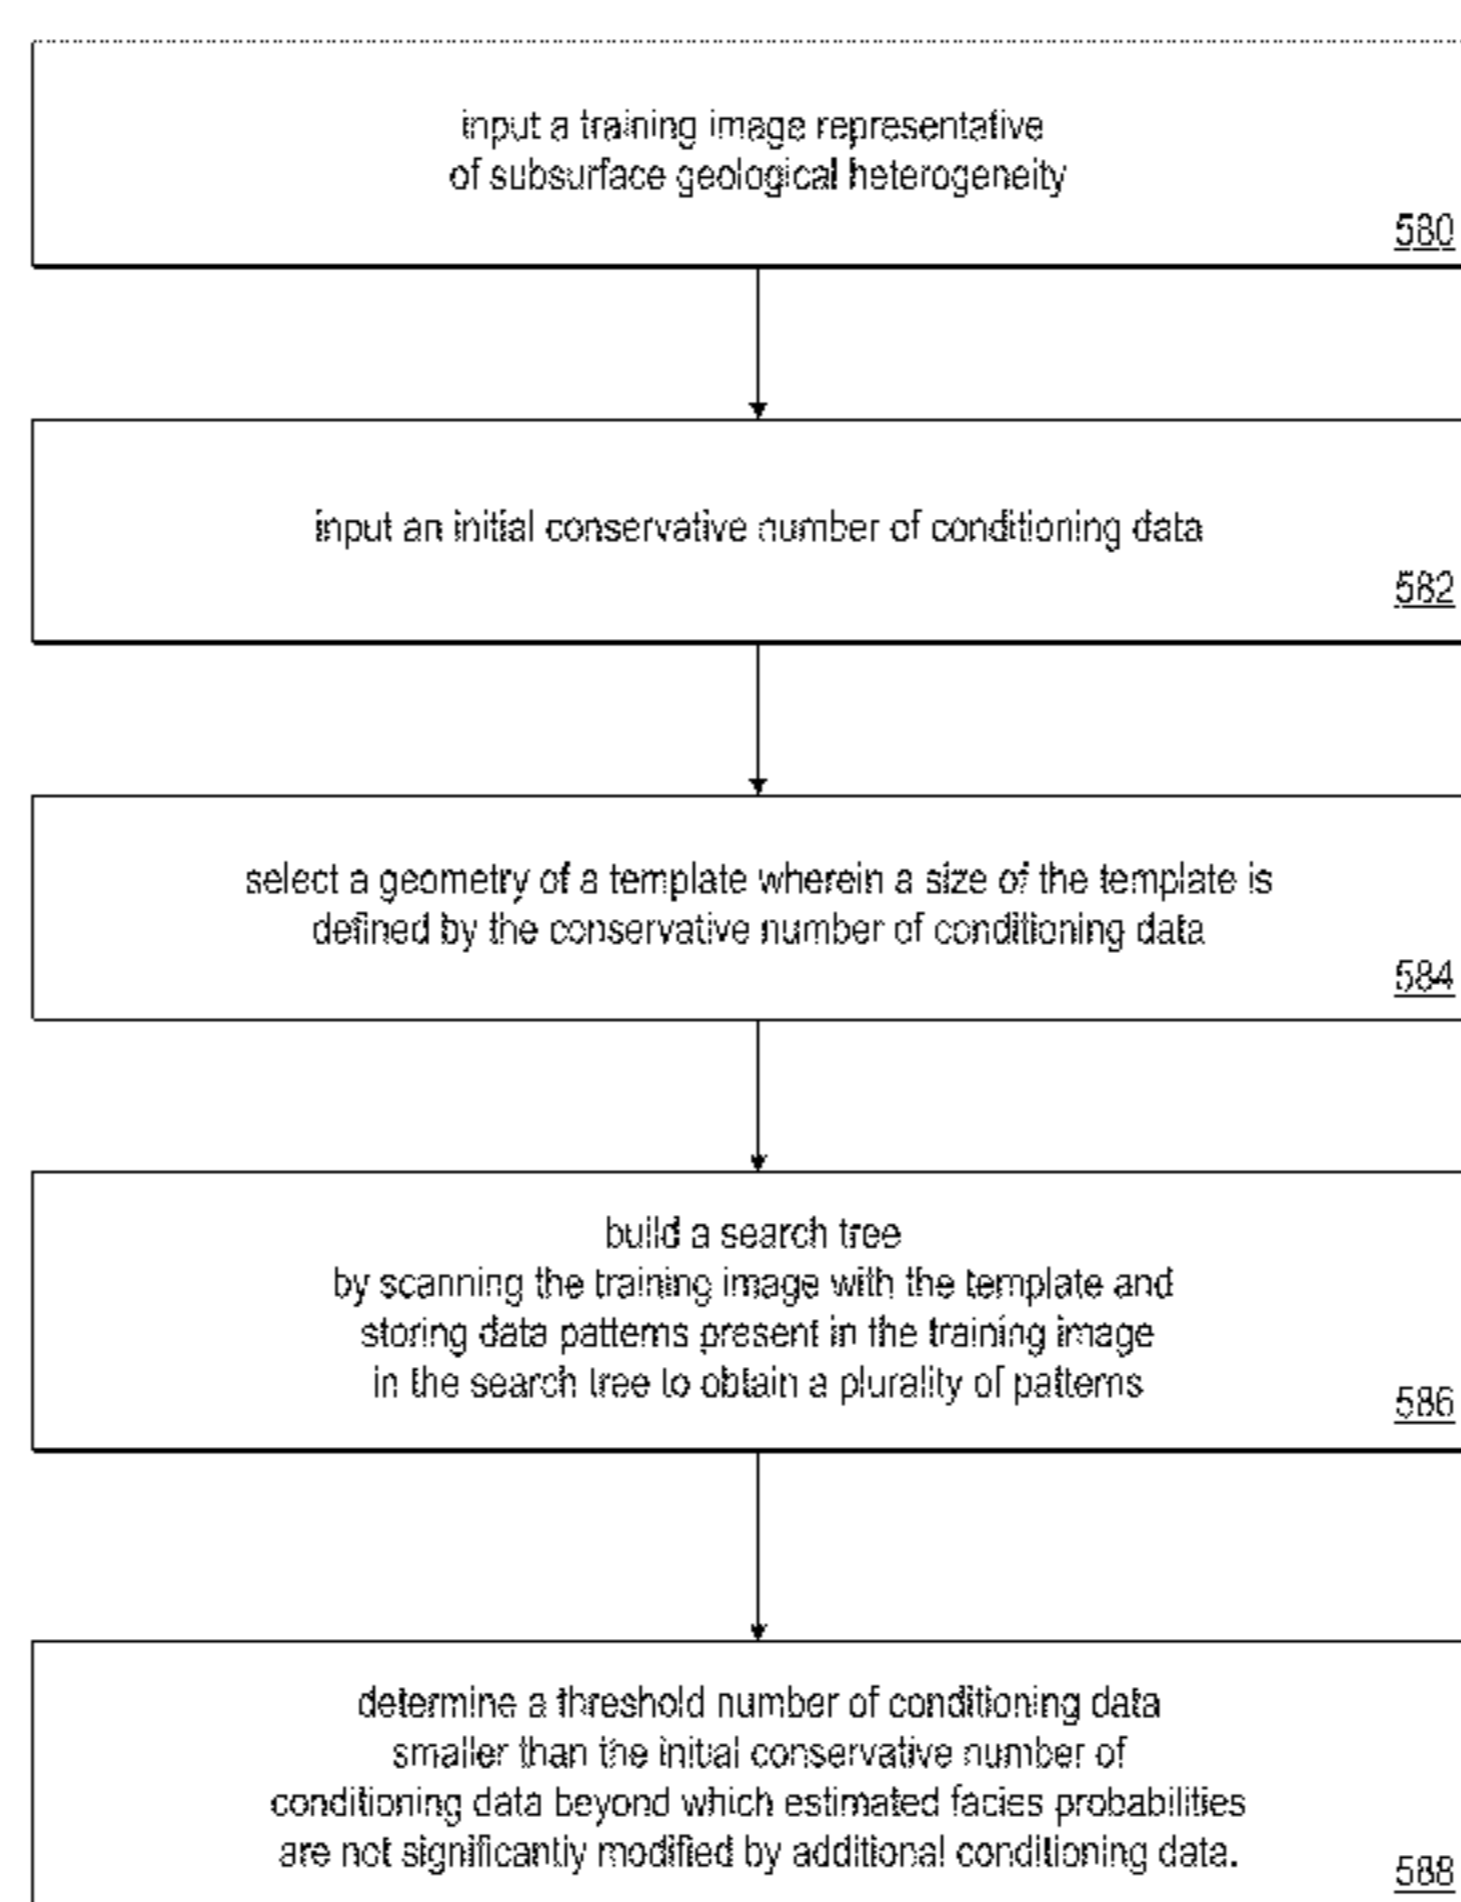 input a training image representative
of subsurface geological heterogeneity
580
input an initial conservative number of conditioning data
582
select a geometry of a template wherein a size of the template is
defined by the conservative number of conditioning data
584
build a search tree
by scanning the training image with the template and
storing data patterns present in the training image
in the search tree to obtain a plurality of patterns
586
determine a threshold number of conditioning data
smaller than the initial conservative number of
conditioning data beyond which estimated facies probabilities
are not significantly modified by additional conditioning data.
588